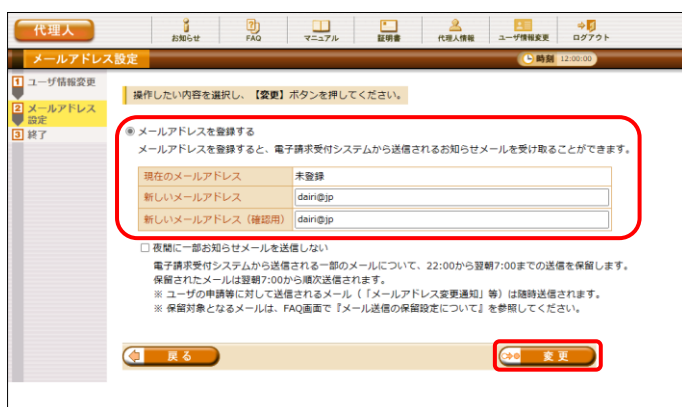 代理人
お知らせ
FAQ
マニュアル
証明書
代理人情報
ユーザ情報変更
ログアウト
メールアドレス設定
時刻 12:00:00
1 ユーザ情報変更
2 メールアドレス
設定
3 終了
操作したい内容を選択し、【変更】ボタンを押してください。
メールアドレスを登録する
メールアドレスを登録すると、電子請求受付システムから送信されるお知らせメールを受け取ることができます。
現在のメールアドレス 未登録
新しいメールアドレス dairi@jp
新しいメールアドレス（確認用） dairi@jp
夜間に一部お知らせメールを送信しない
電子請求受付システムから送信される一部のメールについて、22:00から翌朝7:00までの送信を保留します。
保留されたメールは翌朝7:00から順次送信されます。
※ ユーザの申請等に対して送信されるメール（「メールアドレス変更通知」等）は随時送信されます。
※ 保留対象となるメールは、FAQ画面で『メール送信の保留設定について』を参照してください。
戻る
変更